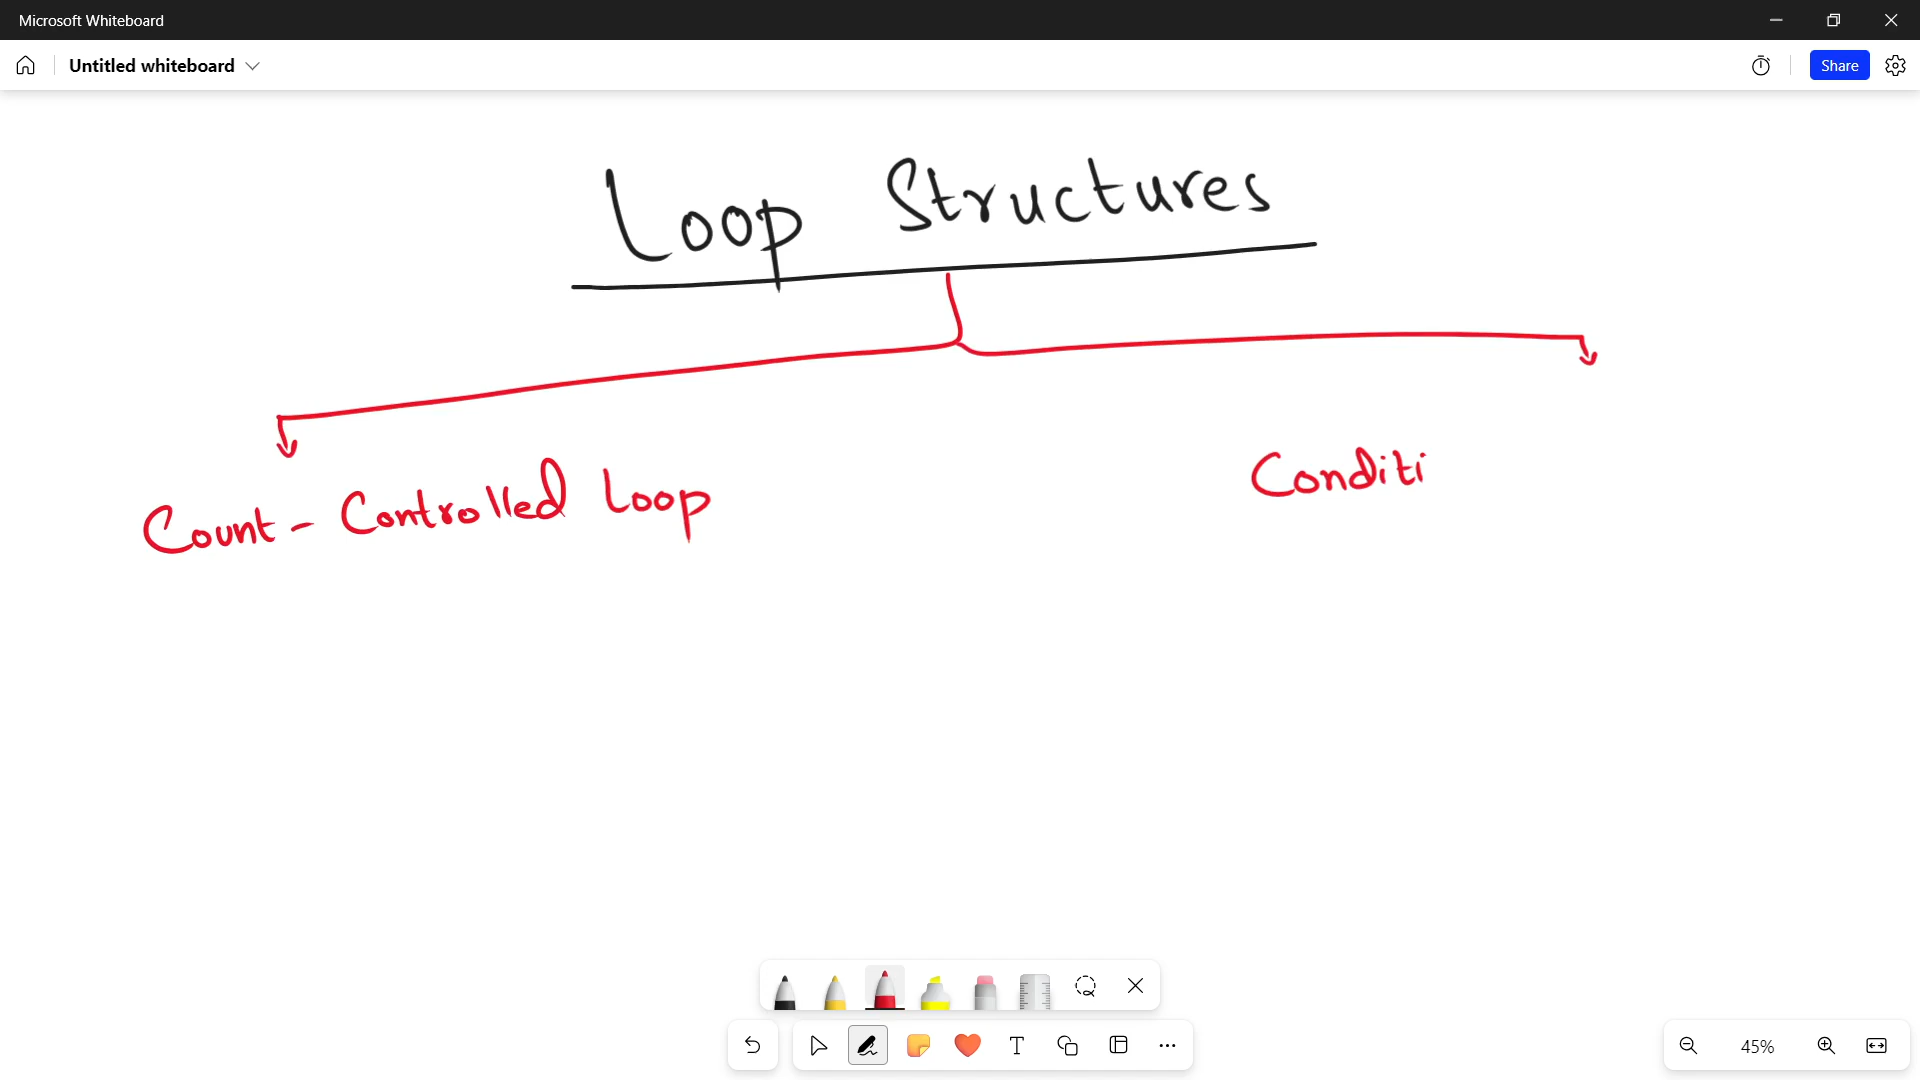 Microsoft Whiteboard
Untitled whiteboard
Share
Loop Structures
Count - Controlled Loop
Conditi
45%